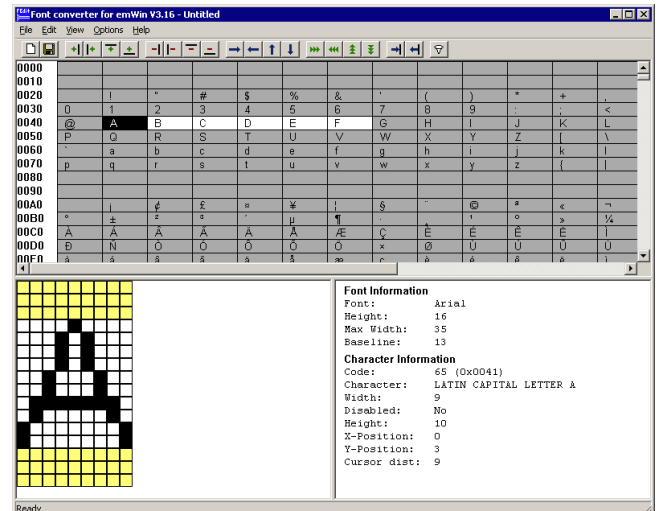 Font converter for emWin V3.16 - Untitled
File Edit View Options Help
0000
0010
0020 ! " # $ % & ' ( ) * + ,
0030 0 1 2 3 4 5 6 7 8 9 : ; <
0040 @ A B C D E F G H I J K L
0050 P Q R S T U V W X Y Z [ \
0060 ` a b c d e f g h i j k l
0070 p q r s t u v w x y z { |
0080
0090
00A0 ¡ ¢ £ ¤ ¥ ¦ § ¨ © ª « ¬
00B0 ° ± ² ³ ´ µ ¶ · ¸ ¹ º » ¼
00C0 À Á Â Ã Ä Å Æ Ç È É Ê Ë Ì
00D0 Ð Ñ Ò Ó Ô Õ Ö × Ø Ù Ú Û Ü
00E0 à á â ã ä å æ ç è é ê ë ì
Font Information
Font: Arial
Height: 16
Max Width: 35
Baseline: 13
Character Information
Code: 65 (0x0041)
Character: LATIN CAPITAL LETTER A
Width: 9
Disabled: No
Height: 10
X-Position: 0
Y-Position: 3
Cursor dist: 9
Ready